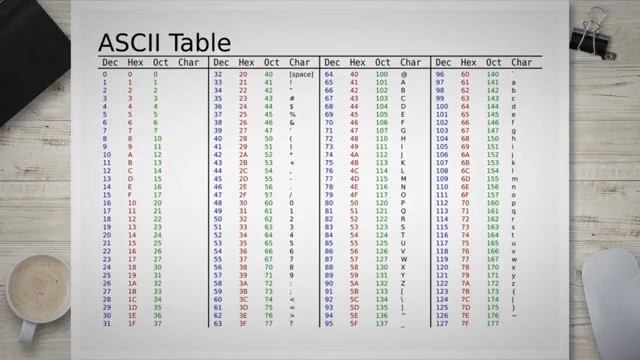 ASCII Table
Dec Hex Oct Char Dec Hex Oct Char Dec Hex Oct Char Dec Hex Oct Char
0 0 0 32 20 40 [space] 64 40 100 @ 96 60 140 `
1 1 1 33 21 41 ! 65 41 101 A 97 61 141 a
2 2 2 34 22 42 " 66 42 102 B 98 62 142 b
3 3 3 35 23 43 # 67 43 103 C 99 63 143 c
4 4 4 36 24 44 $ 68 44 104 D 100 64 144 d
5 5 5 37 25 45 % 69 45 105 E 101 65 145 e
6 6 6 38 26 46 & 70 46 106 F 102 66 146 f
7 7 7 39 27 47 ' 71 47 107 G 103 67 147 g
8 8 10 40 28 50 ( 72 48 110 H 104 68 150 h
9 9 11 41 29 51 ) 73 49 111 I 105 69 151 i
10 A 12 42 2A 52 * 74 4A 112 J 106 6A 152 j
11 B 13 43 2B 53 + 75 4B 113 K 107 6B 153 k
12 C 14 44 2C 54 , 76 4C 114 L 108 6C 154 l
13 D 15 45 2D 55 - 77 4D 115 M 109 6D 155 m
14 E 16 46 2E 56 . 78 4E 116 N 110 6E 156 n
15 F 17 47 2F 57 / 79 4F 117 O 111 6F 157 o
16 10 20 48 30 60 0 80 50 120 P 112 70 160 p
17 11 21 49 31 61 1 81 51 121 Q 113 71 161 q
18 12 22 50 32 62 2 82 52 122 R 114 72 162 r
19 13 23 51 33 63 3 83 53 123 S 115 73 163 s
20 14 24 52 34 64 4 84 54 124 T 116 74 164 t
21 15 25 53 35 65 5 85 55 125 U 117 75 165 u
22 16 26 54 36 66 6 86 56 126 V 118 76 166 v
23 17 27 55 37 67 7 87 57 127 W 119 77 167 w
24 18 30 56 38 70 8 88 58 130 X 120 78 170 x
25 19 31 57 39 71 9 89 59 131 Y 121 79 171 y
26 1A 32 58 3A 72 : 90 5A 132 Z 122 7A 172 z
27 1B 33 59 3B 73 ; 91 5B 133 [ 123 7B 173 {
28 1C 34 60 3C 74 < 92 5C 134 \ 124 7C 174 |
29 1D 35 61 3D 75 = 93 5D 135 ] 125 7D 175 }
30 1E 36 62 3E 76 > 94 5E 136 ^ 126 7E 176 ~
31 1F 37 63 3F 77 ? 95 5F 137 _ 127 7F 177